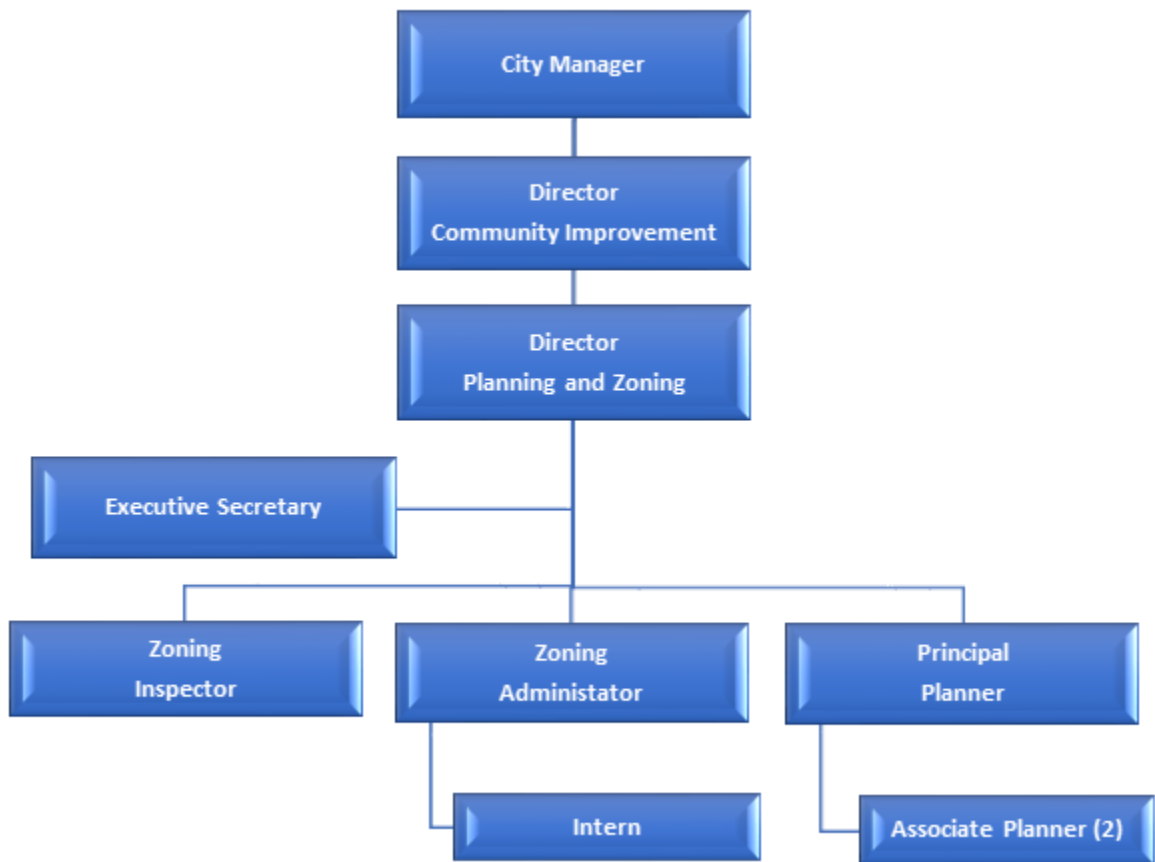 City Manager
Director
Community Improvement
Director
Planning and Zoning
Executive Secretary
Zoning
Inspector
Zoning
Administator
Principal
Planner
Intern
Associate Planner (2)